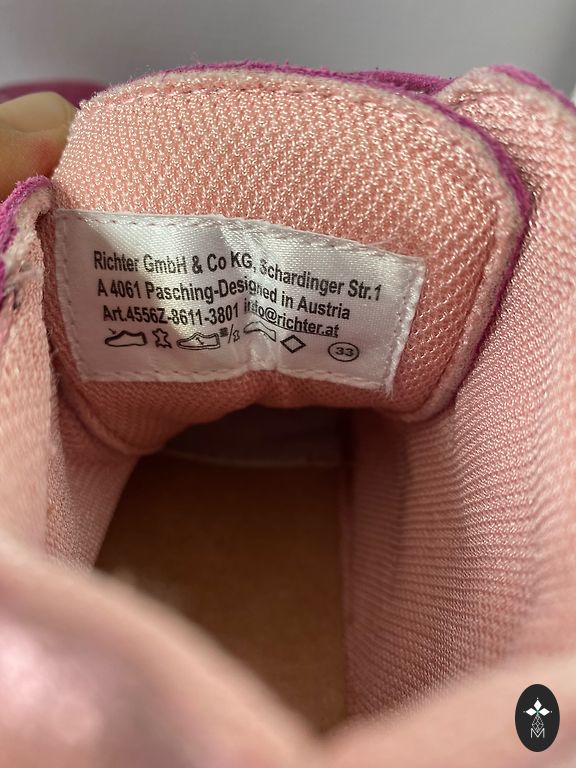 Richter GmbH & Co KG, Schardinger Str.1
A 4061 Pasching-Designed in Austria
Art.4556Z-8611-3801 info@richter.at
33
M